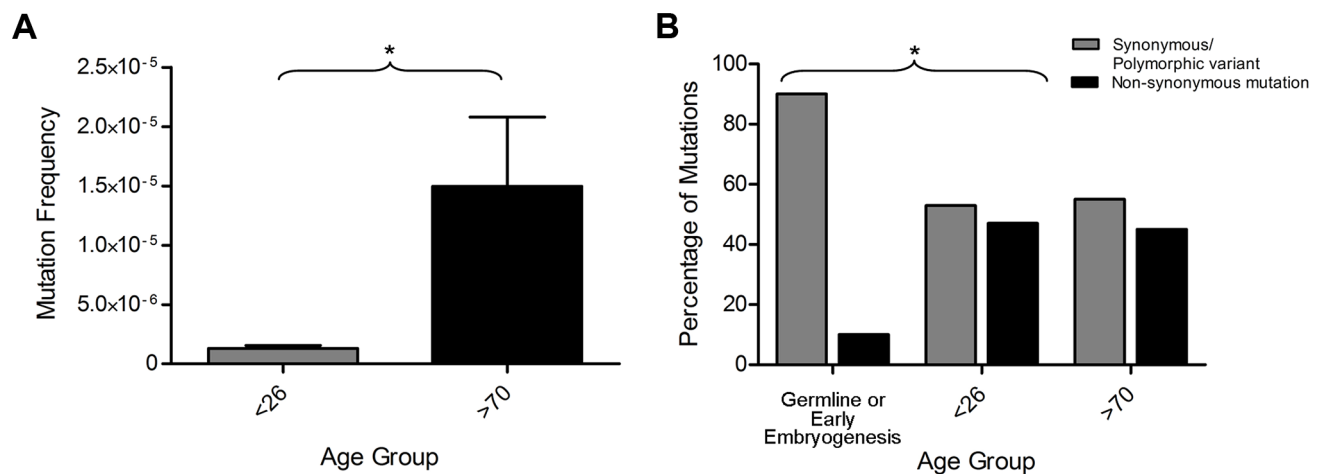 A
*
2.5×10-5
2.0×10-5
1.5×10-5
1.0×10-5
5.0×10-6
0
Mutation Frequency
<26
>70
Age Group
B
*
Synonymous/
Polymorphic variant
Non-synonymous mutation
100
80
60
40
20
0
Percentage of Mutations
Germline or
Early
Embryogenesis
<26
>70
Age Group